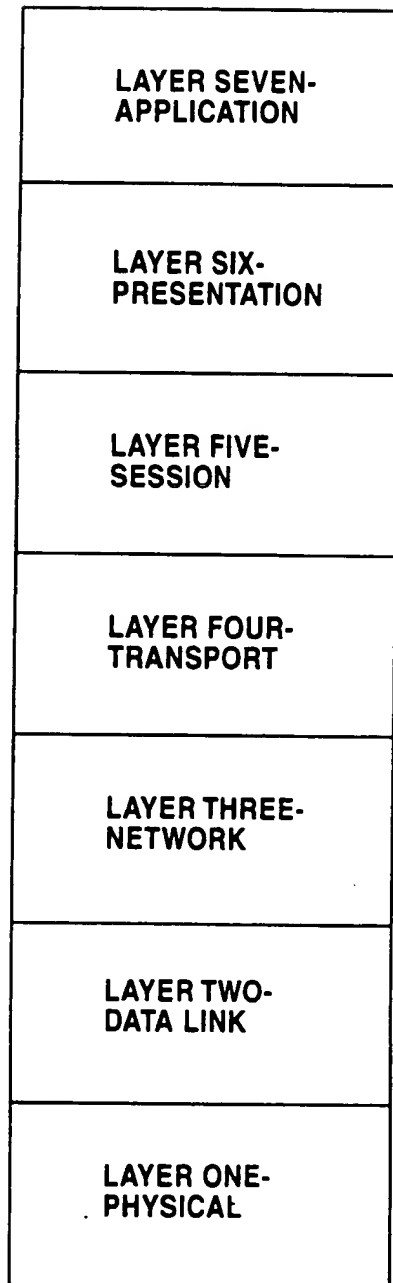 LAYER SEVEN-
APPLICATION
LAYER SIX-
PRESENTATION
LAYER FIVE-
SESSION
LAYER FOUR-
TRANSPORT
LAYER THREE-
NETWORK
LAYER TWO-
DATA LINK
LAYER ONE-
PHYSICAL